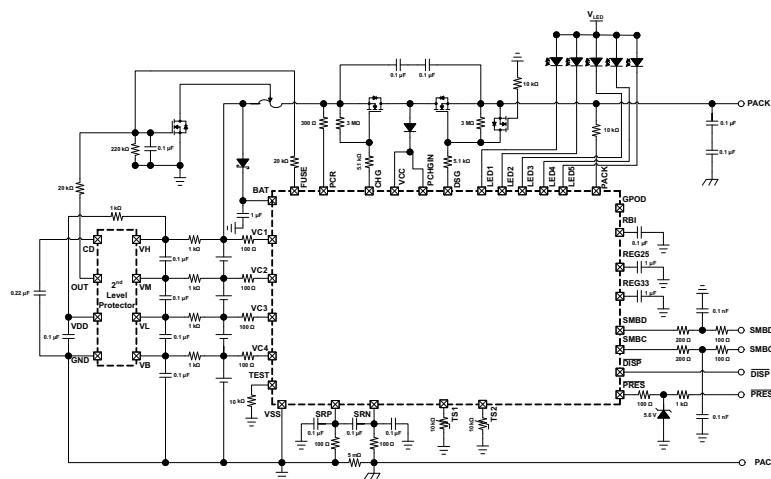 V_LED
0.1 µF
0.1 µF
10 kΩ
PACK+
220 kΩ
0.1 µF
300 Ω
3 MΩ
3 MΩ
10 kΩ
0.1 µF
0.1 µF
20 kΩ
20 kΩ
5.1 kΩ
5.1 kΩ
FUSE
PCR
CHG
VCC
PCHGIN
DSG
LED1
LED2
LED3
LED4
LED5
PACK
BAT
1 µF
GPOD
RBI
0.1 µF
1 kΩ
CD
VH
1 kΩ
VC1
100 Ω
REG25
1 µF
0.1 µF
OUT
2nd
Level
Protector
VM
1 kΩ
VC2
100 Ω
REG33
1 µF
0.22 µF
0.1 µF
VDD
VL
1 kΩ
VC3
100 Ω
0.1 nF
SMBD
200 Ω
100 Ω
SMBD
0.1 µF
0.1 µF
GND
VB
1 kΩ
VC4
100 Ω
SMBC
200 Ω
100 Ω
SMBC
0.1 µF
TEST
DISP
DISP
10 kΩ
PRES
100 Ω
1 kΩ
PRES
VSS
SRP
SRN
TS1
TS2
0.1 µF
0.1 µF
0.1 µF
10 kΩ
10 kΩ
5.6 V
0.1 nF
100 Ω
100 Ω
5 mΩ